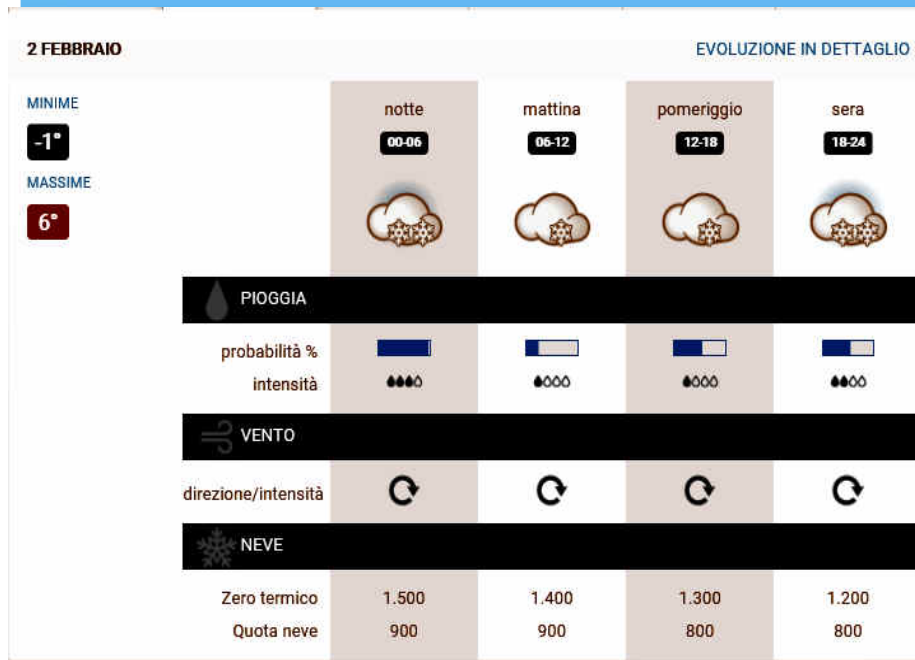 2 FEBBRAIO EVOLUZIONE IN DETTAGLIO
MINIME
-1°
MASSIME
6°
notte mattina pomeriggio sera
00-06 06-12 12-18 18-24
PIOGGIA
probabilità %
intensità
VENTO
direzione/intensità
NEVE
Zero termico 1.500 1.400 1.300 1.200
Quota neve 900 900 800 800